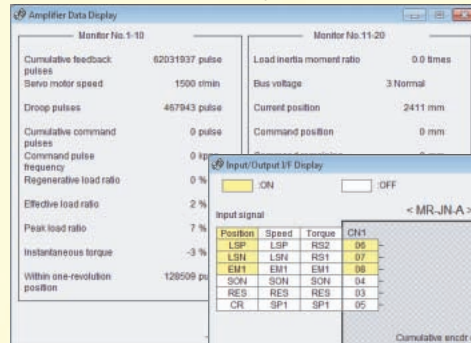 Amplifier Data Display
Monitor No.1-10
Cumulative feedback pulses 62031937 pulse
Servo motor speed 1500 r/min
Droop pulses 467943 pulse
Cumulative command pulses 0 pulse
Command pulse frequency 0
Regenerative load ratio 0 %
Effective load ratio 2 %
Peak load ratio 7 %
Instantaneous torque -3 %
Within one-revolution position 128509
Monitor No.11-20
Load inertia moment ratio 0.0 times
Bus voltage 3 Normal
Current position 2411 mm
Command position 0 mm
Input/Output I/F Display
:ON :OFF
Input signal < MR-JN-A >
Position Speed Torque CN1
LSP LSP RS2 06
LSN LSN RS1 07
EM1 EM1 EM1 08
SON SON SON 04
RES RES RES 03
CR SP1 SP1 05
Cumulative encdr